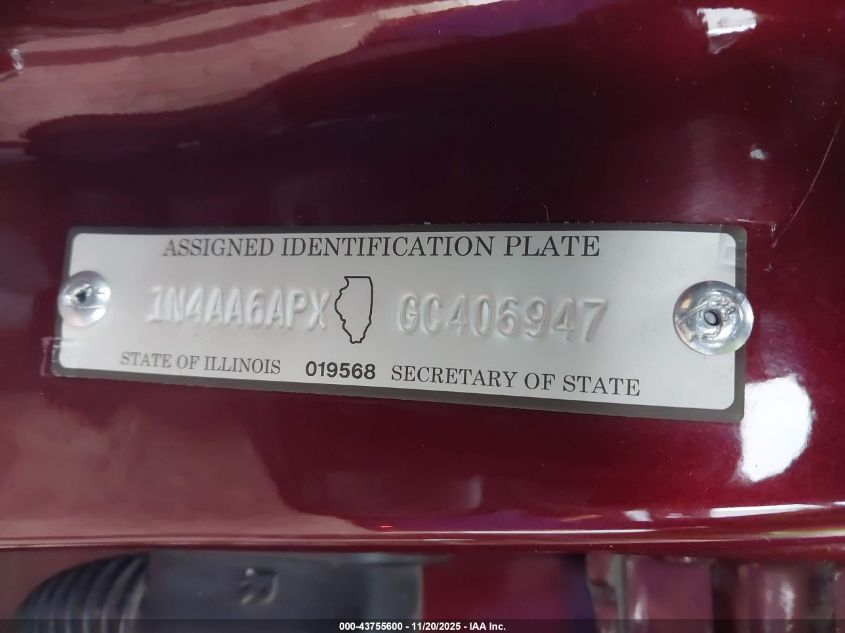 ASSIGNED IDENTIFICATION PLATE
1N4AA6APX GC406947
STATE OF ILLINOIS 019568 SECRETARY OF STATE
000-43755600 - 11/20/2025 - IAA Inc.